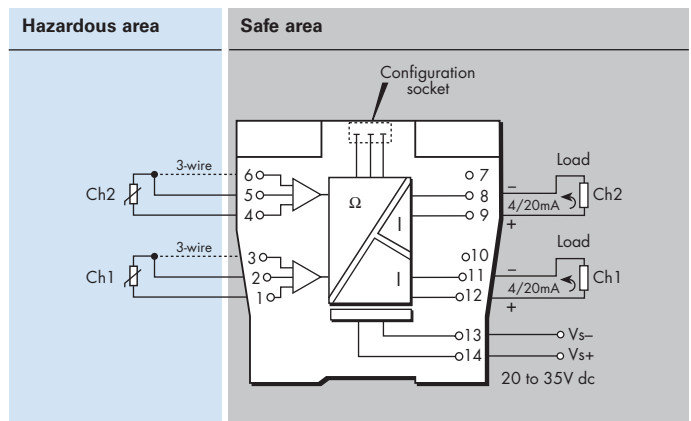 Hazardous area
Safe area
Configuration
socket
3-wire
6
5
4
Ch2
3-wire
3
2
1
Ch1
Ω
I
I
7
8
9
Load
–
4/20mA
+
Ch2
10
11
12
Load
–
4/20mA
+
Ch1
13
Vs–
14
Vs+
20 to 35V dc